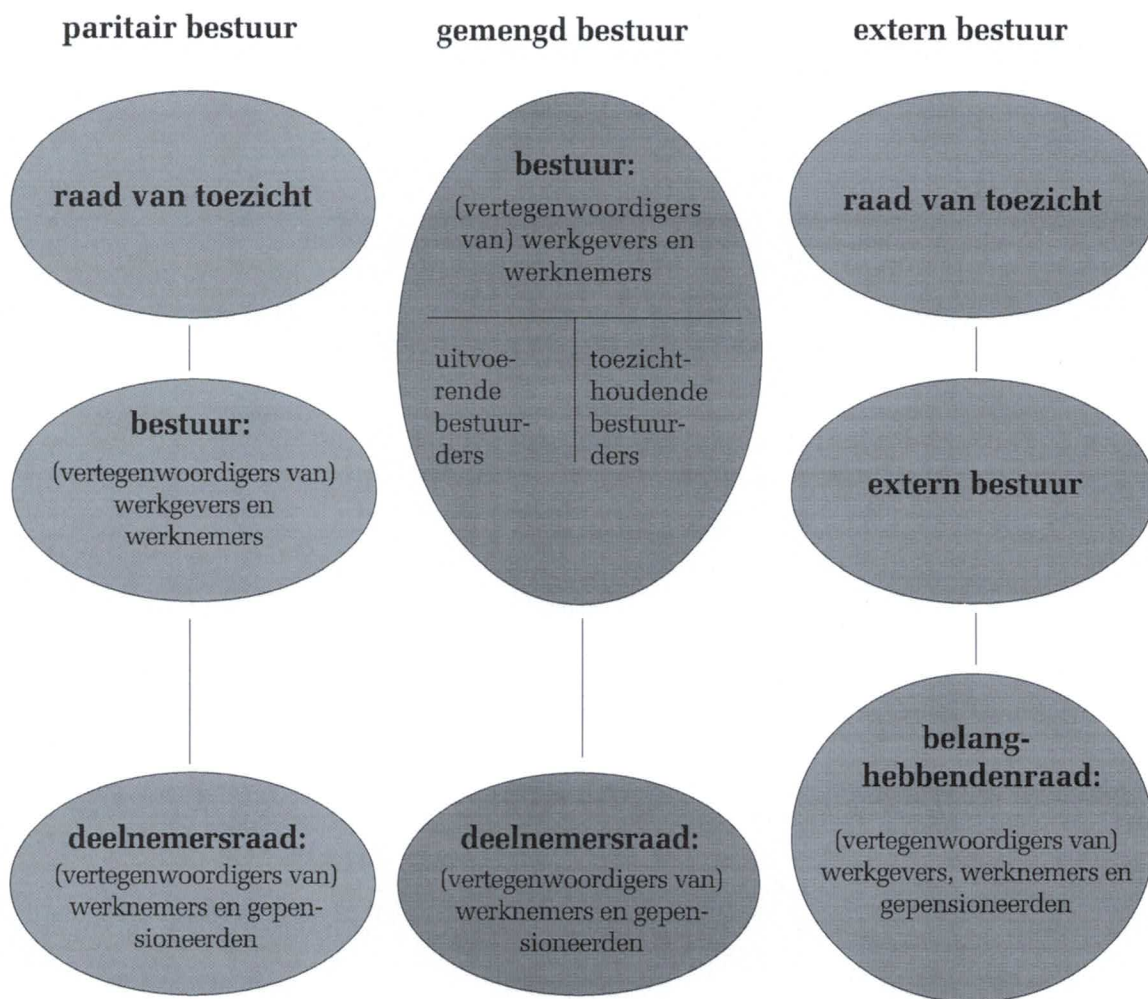 paritair bestuur
gemengd bestuur
extern bestuur
raad van toezicht
bestuur:
(vertegenwoordigers van)
werkgevers en
werknemers
deelnemersraad:
(vertegenwoordigers van)
werknemers en gepen-
sioneerden
bestuur:
(vertegenwoordigers
van) werkgevers en
werknemers
uitvoe-
rende
bestuur-
ders
toezicht-
houdende
bestuur-
ders
deelnemersraad:
(vertegenwoordigers van)
werknemers en gepen-
sioneerden
raad van toezicht
extern bestuur
belang-
hebbendenraad:
(vertegenwoordigers van)
werkgevers, werknemers en
gepensioneerden